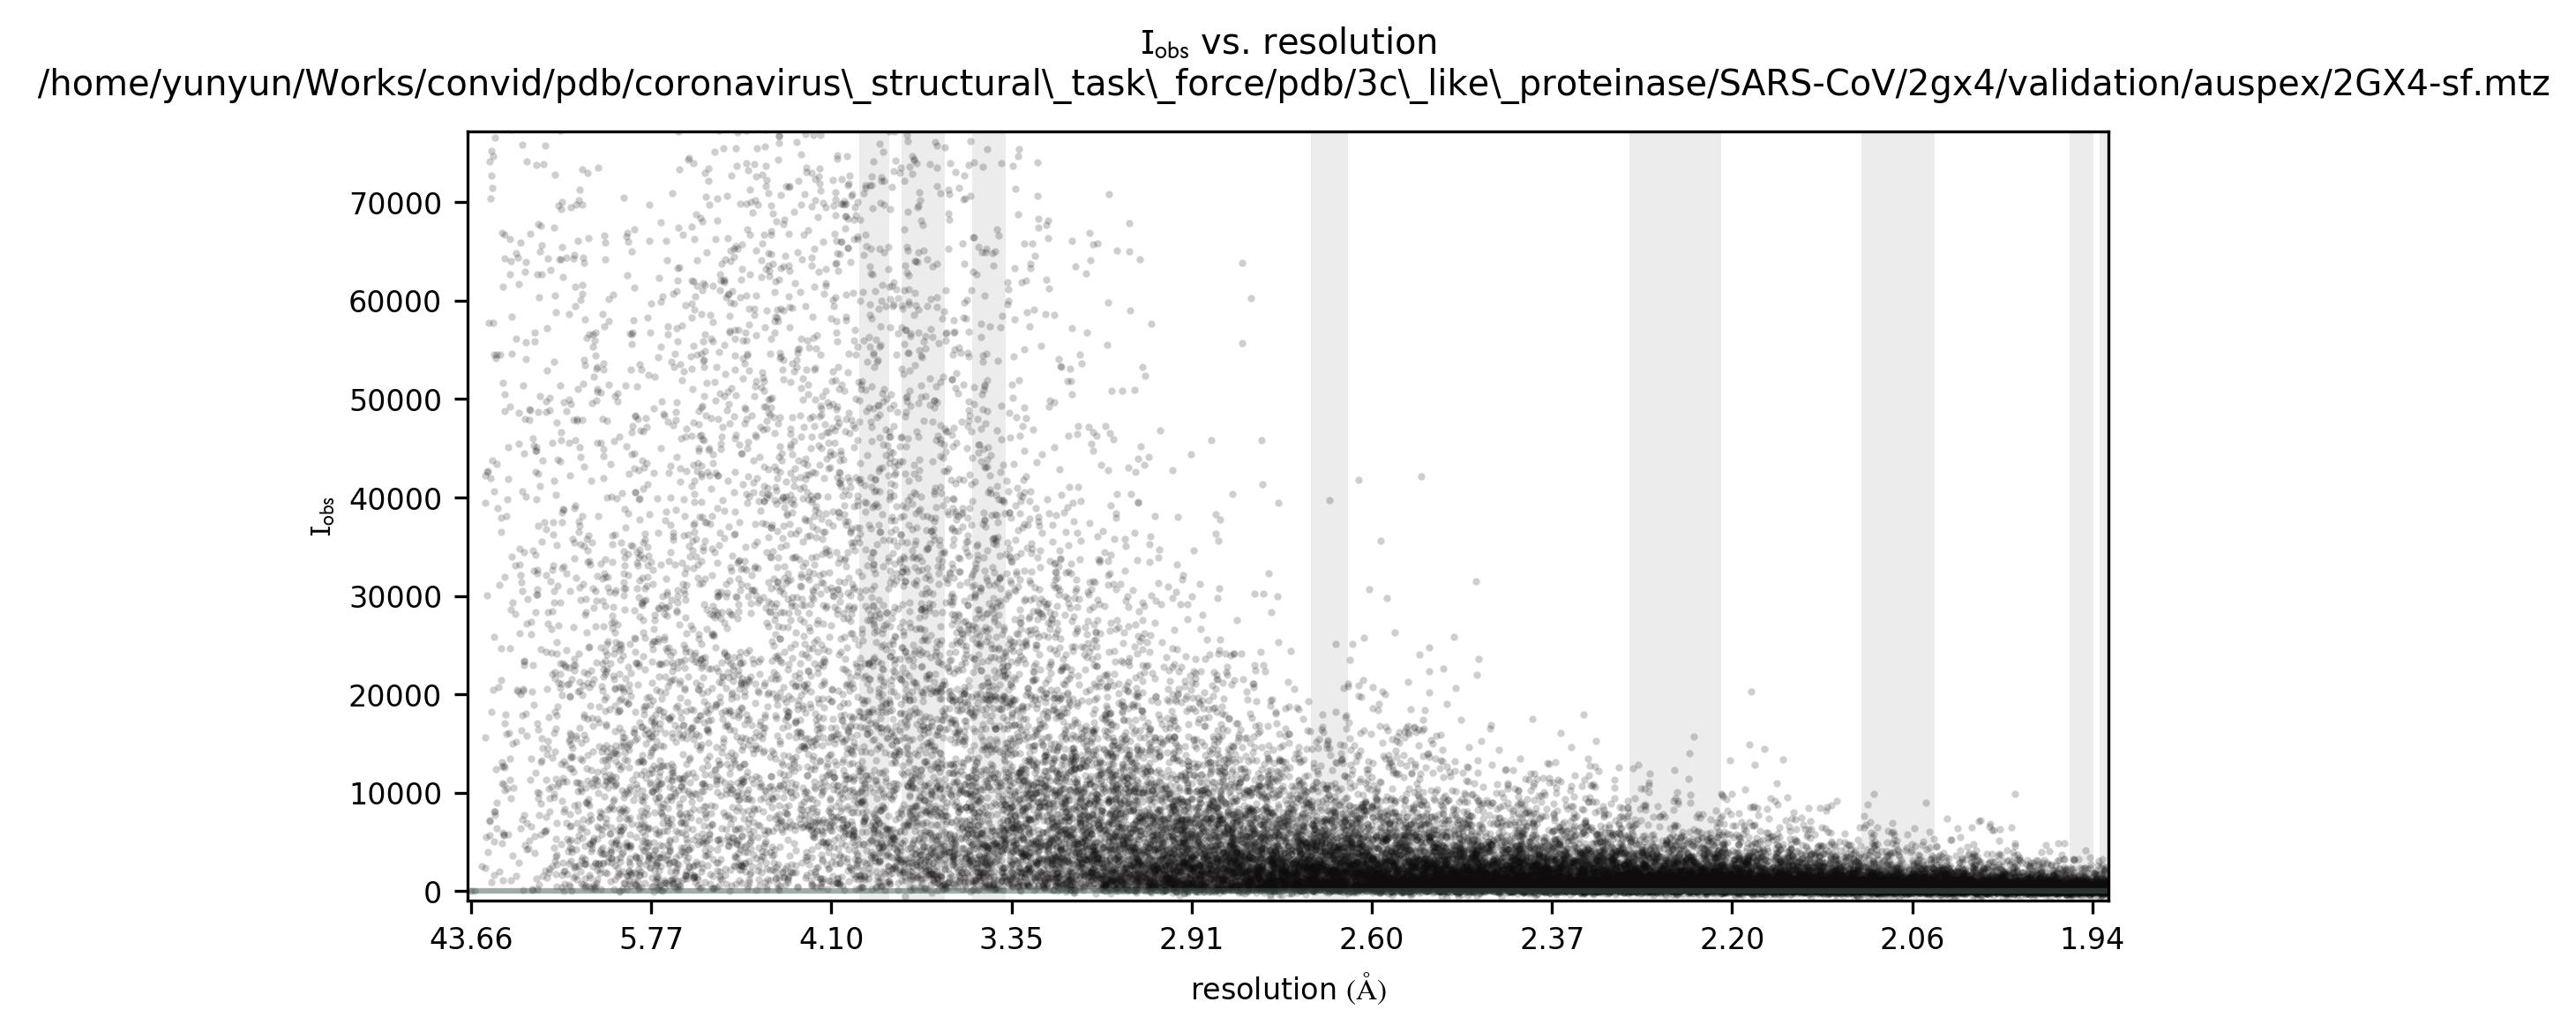 Iobs vs. resolution
/home/yunyun/Works/convid/pdb/coronavirus\_structural\_task\_force/pdb/3c\_like\_proteinase/SARS-CoV/2gx4/validation/auspex/2GX4-sf.mtz
70000
60000
50000
40000
30000
20000
10000
0
Iobs
43.66 5.77 4.10 3.35 2.91 2.60 2.37 2.20 2.06 1.94
resolution (Å)